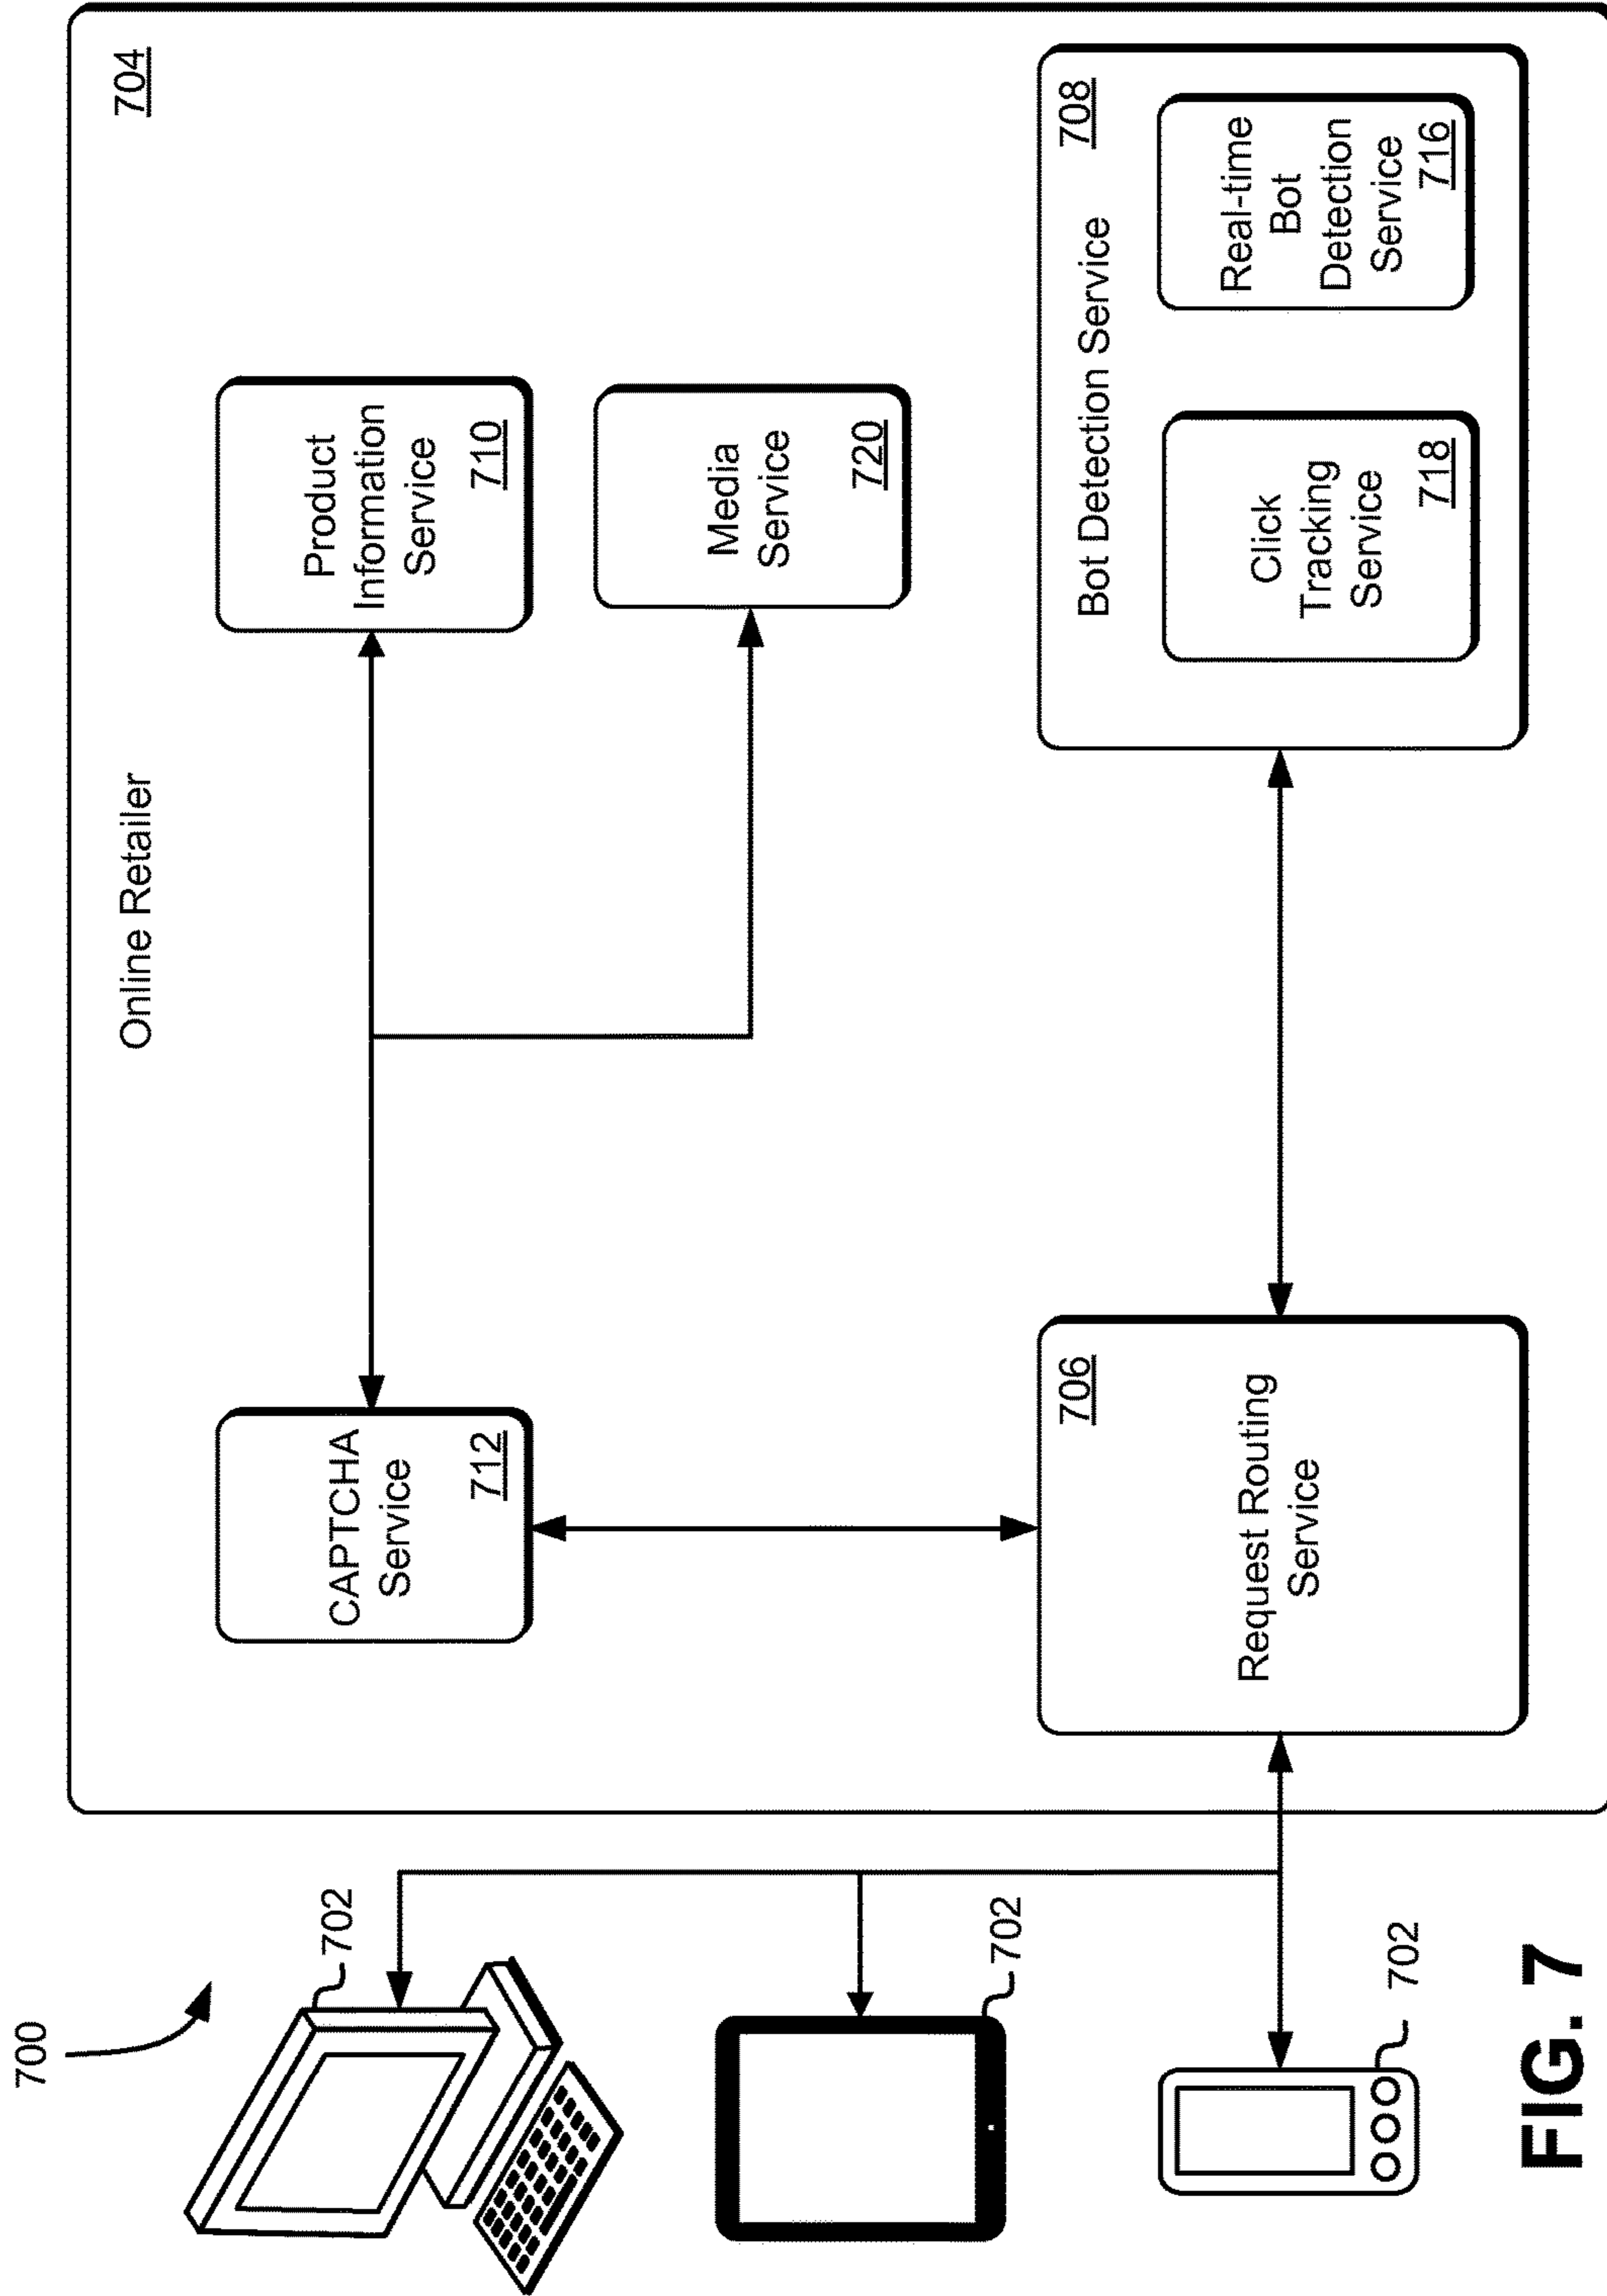 700
702
702
702
Online Retailer
704
CAPTCHA
Service
712
Product
Information
Service
710
Media
Service
720
706
Request Routing
Service
708
Bot Detection Service
Click
Tracking
Service
718
Real-time
Bot
Detection
Service
716
FIG. 7